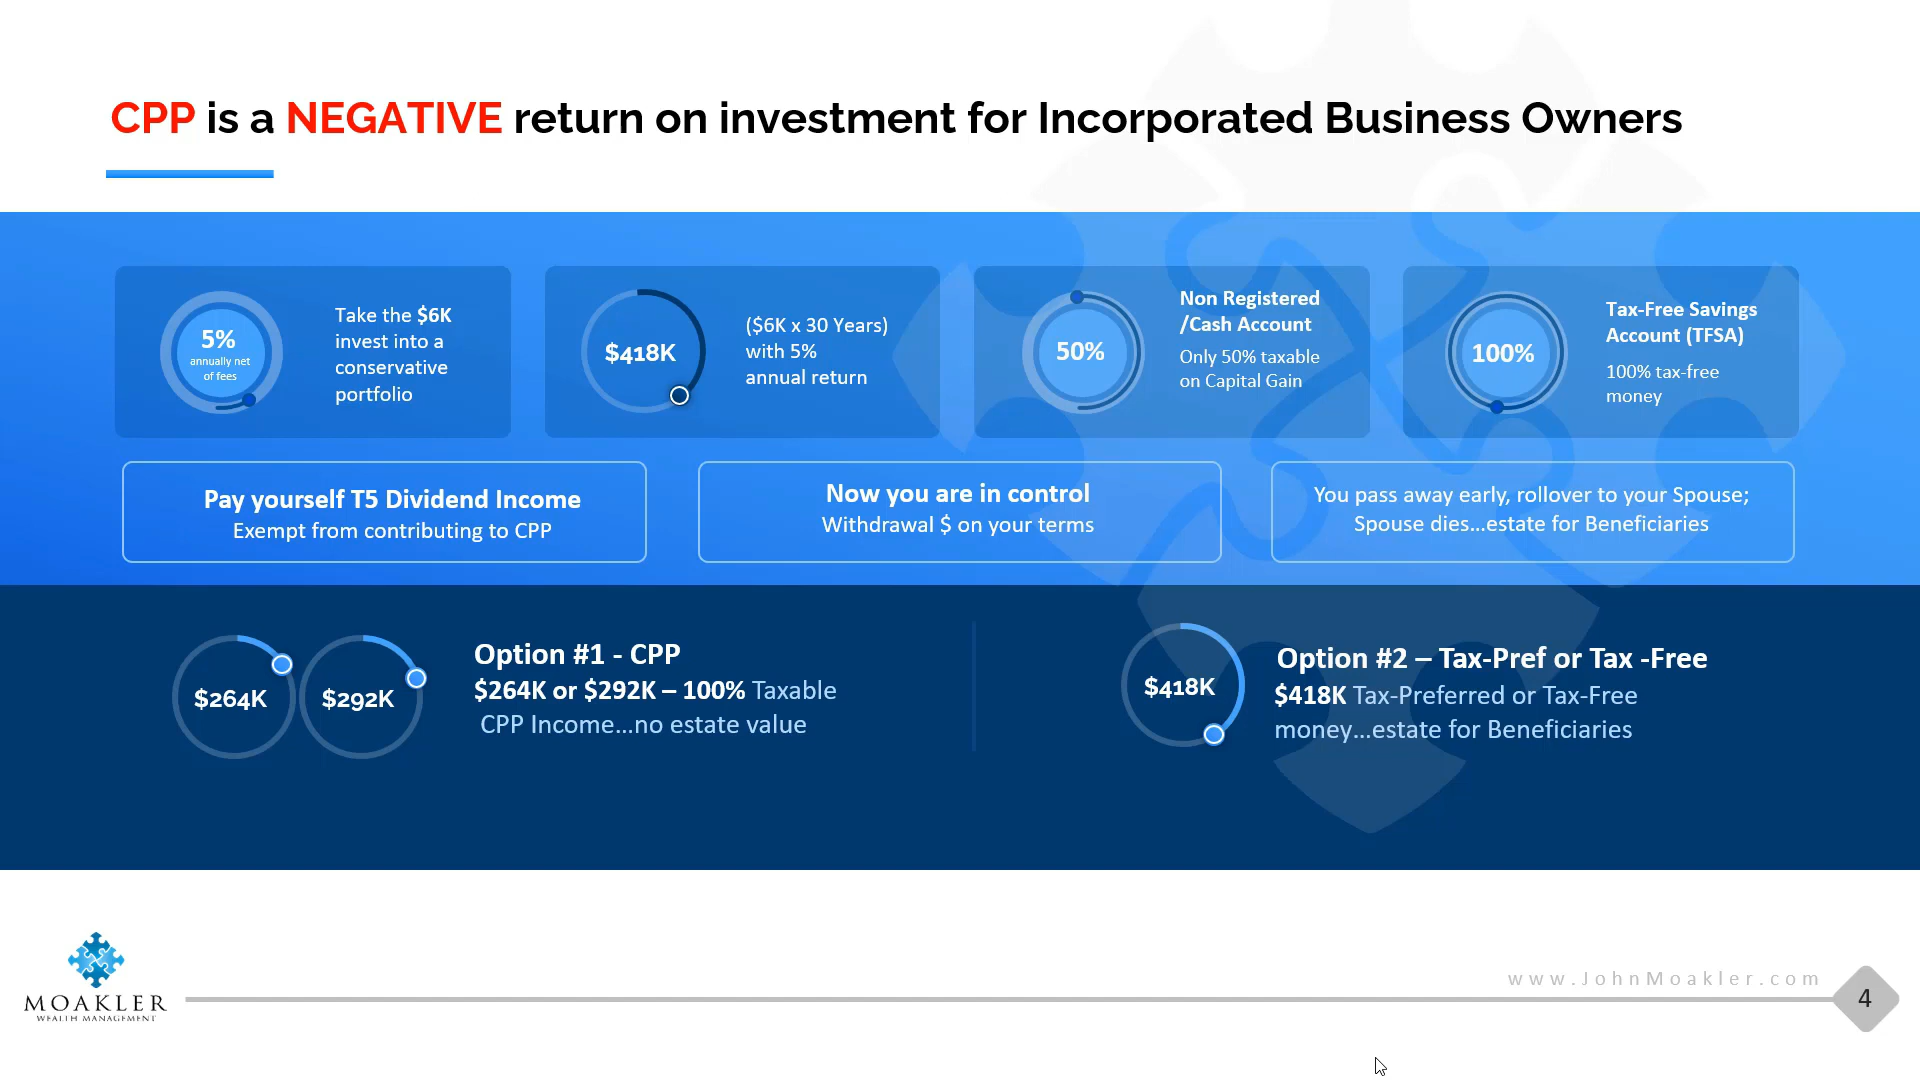 CPP is a NEGATIVE return on investment for Incorporated Business Owners
5%
annually net
of fees
Take the $6K
invest into a
conservative
portfolio
$418K
($6K x 30 Years)
with 5%
annual return
50%
Non Registered
/Cash Account
Only 50% taxable
on Capital Gain
100%
Tax-Free Savings
Account (TFSA)
100% tax-free
money
Pay yourself T5 Dividend Income
Exempt from contributing to CPP
Now you are in control
Withdrawal $ on your terms
You pass away early, rollover to your Spouse;
Spouse dies...estate for Beneficiaries
$264K
$292K
Option #1 - CPP
$264K or $292K – 100% Taxable
CPP Income...no estate value
$418K
Option #2 – Tax-Pref or Tax -Free
$418K Tax-Preferred or Tax-Free
money...estate for Beneficiaries
MOAKLER
WEALTH MANAGEMENT
www.JohnMoakler.com
4